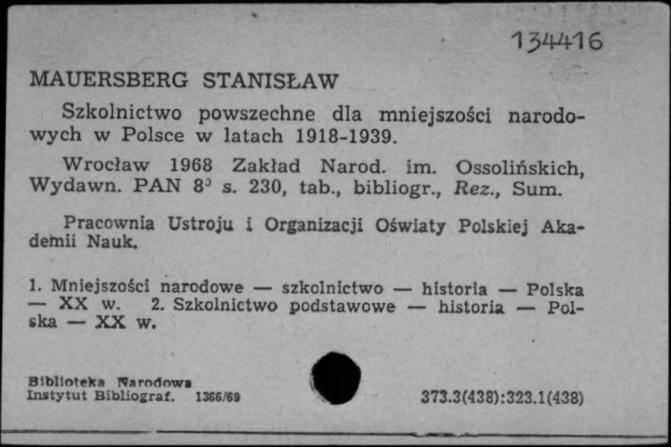 134416
MAUERSBERG STANISŁAW
Szkolnictwo powszechne dla mniejszości narodo-
wych w Polsce w latach 1918-1939.
Wrocław 1968 Zakład Narod. im. Ossolińskich,
Wydawn. PAN 8° s. 230, tab., bibliogr., Rez., Sum.
Pracownia Ustroju i Organizacji Oświaty Polskiej Aka-
demii Nauk.
1. Mniejszości narodowe — szkolnictwo — historia — Polska
— XX w. 2. Szkolnictwo podstawowe — historia — Pol-
ska — XX w.
Biblioteka Narodowa
Instytut Bibliograf. 1366/69
373.3(438):323.1(438)